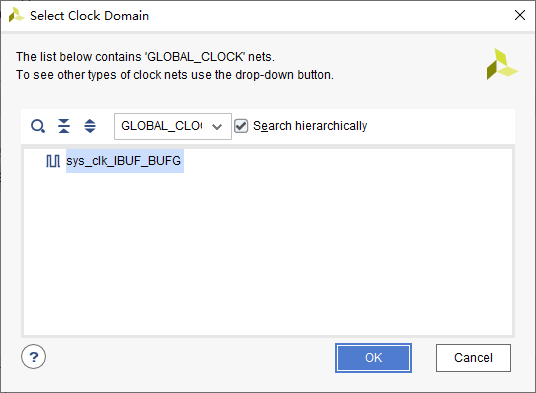 Select Clock Domain
The list below contains 'GLOBAL_CLOCK' nets.
To see other types of clock nets use the drop-down button.
GLOBAL_CLO
Search hierarchically
sys_clk_IBUF_BUFG
?
OK
Cancel